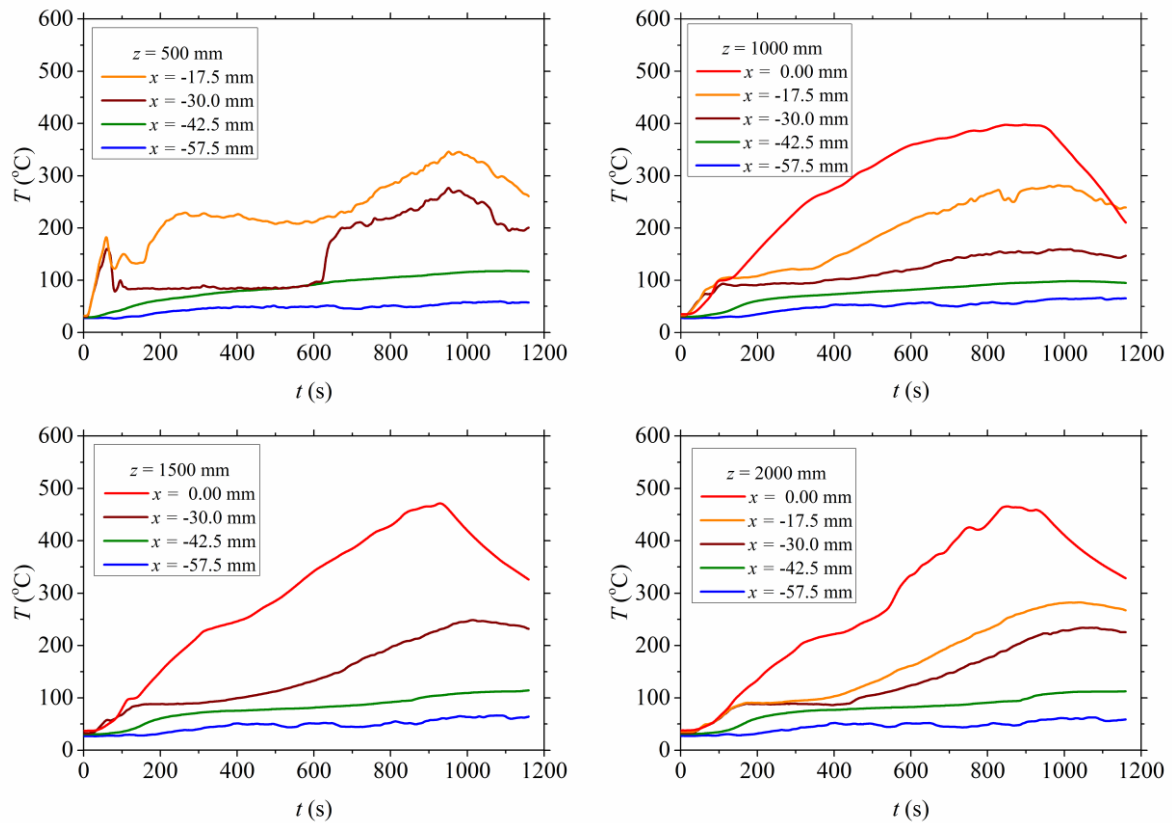 600
500
400
300
200
100
0
T (°C)
z = 500 mm
x = -17.5 mm
x = -30.0 mm
x = -42.5 mm
x = -57.5 mm
0 200 400 600 800 1000 1200
t (s)
600
500
400
300
200
100
0
T (°C)
z = 1000 mm
x = 0.00 mm
x = -17.5 mm
x = -30.0 mm
x = -42.5 mm
x = -57.5 mm
0 200 400 600 800 1000 1200
t (s)
600
500
400
300
200
100
0
T (°C)
z = 1500 mm
x = 0.00 mm
x = -30.0 mm
x = -42.5 mm
x = -57.5 mm
0 200 400 600 800 1000 1200
t (s)
600
500
400
300
200
100
0
T (°C)
z = 2000 mm
x = 0.00 mm
x = -17.5 mm
x = -30.0 mm
x = -42.5 mm
x = -57.5 mm
0 200 400 600 800 1000 1200
t (s)